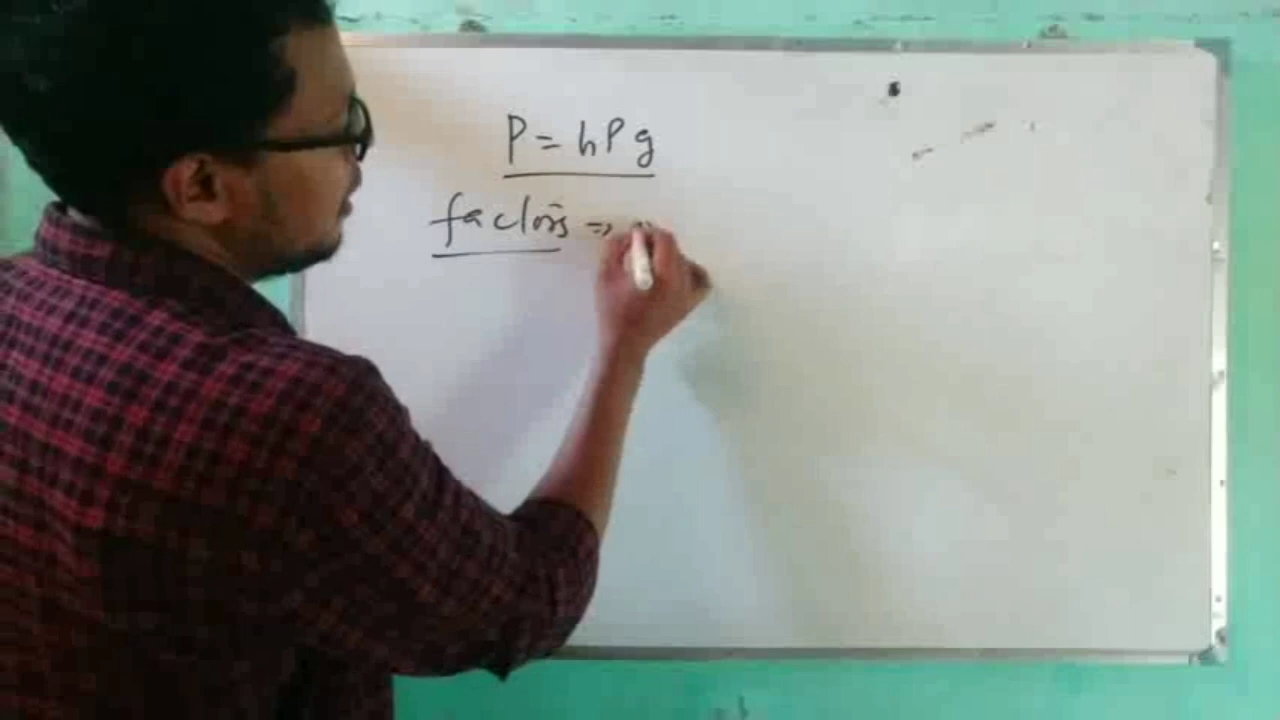 P = hPg
factors ⇒